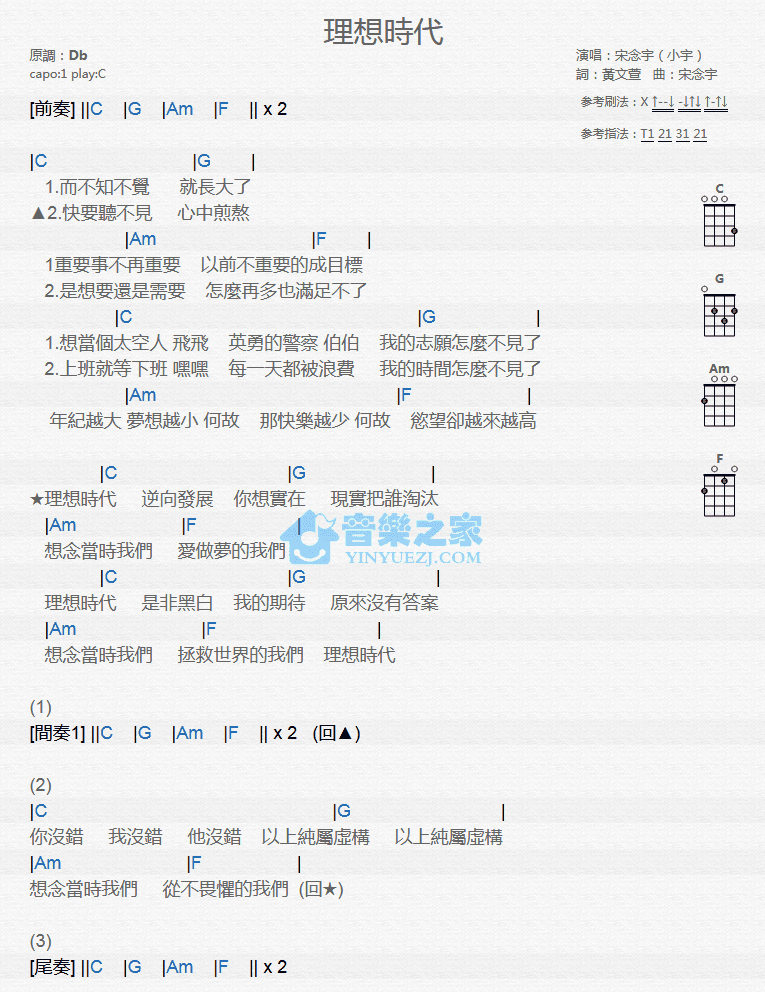 理想時代
原調：Db
capo:1 play:C
演唱：宋念宇（小宇）
詞：黃文萱 曲：宋念宇
參考刷法：X ↑--↓ -↓↑↓ ↑-↑↓
參考指法：T1 21 31 21
[前奏] ||C |G |Am |F || x 2
|C |G |
1.而不知不覺 就長大了
▲2.快要聽不見 心中煎熬
|Am |F |
1重要事不再重要 以前不重要的成目標
2.是想要還是需要 怎麼再多也滿足不了
|C |G |
1.想當個太空人 飛飛 英勇的警察 伯伯 我的志願怎麼不見了
2.上班就等下班 嘿嘿 每一天都被浪費 我的時間怎麼不見了
|Am |F |
年紀越大 夢想越小 何故 那快樂越少 何故 慾望卻越來越高
|C |G |
★理想時代 逆向發展 你想實在 現實把誰淘汰
|Am |F |
想念當時我們 愛做夢的我們
|C |G |
理想時代 是非黑白 我的期待 原來沒有答案
|Am |F |
想念當時我們 拯救世界的我們 理想時代
(1)
[間奏1] ||C |G |Am |F || x 2 (回▲)
(2)
|C |G |
你沒錯 我沒錯 他沒錯 以上純屬虛構 以上純屬虛構
|Am |F |
想念當時我們 從不畏懼的我們 (回★)
(3)
[尾奏] ||C |G |Am |F || x 2
C
G
Am
F
音樂之家
YINYUEZJ.COM